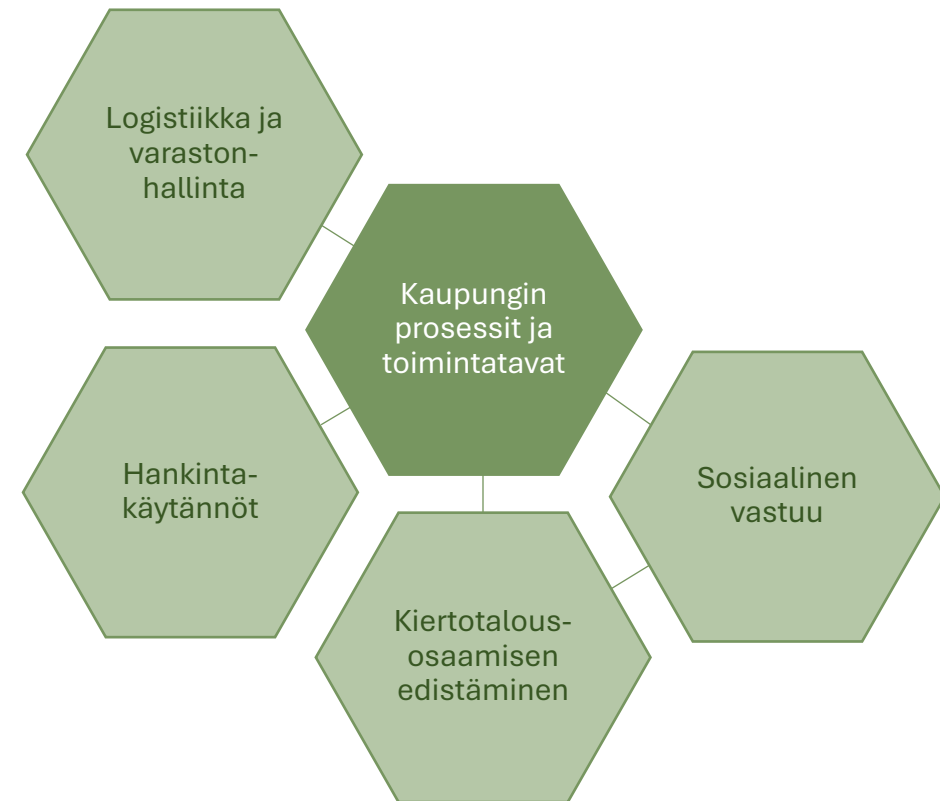 Logistiikka ja
varaston-
hallinta
Kaupungin
prosessit ja
toimintatavat
Hankinta-
käytännöt
Sosiaalinen
vastuu
Kiertotalous-
osaamisen
edistäminen